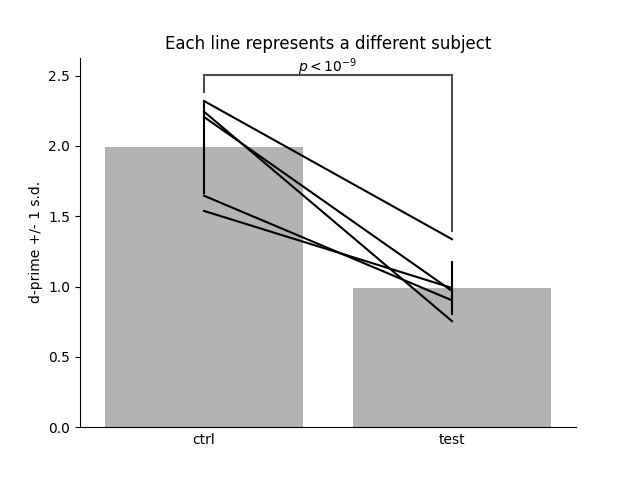 Each line represents a different subject
p < 10⁻⁹
d-prime +/- 1 s.d.
2.5
2.0
1.5
1.0
0.5
0.0
ctrl test